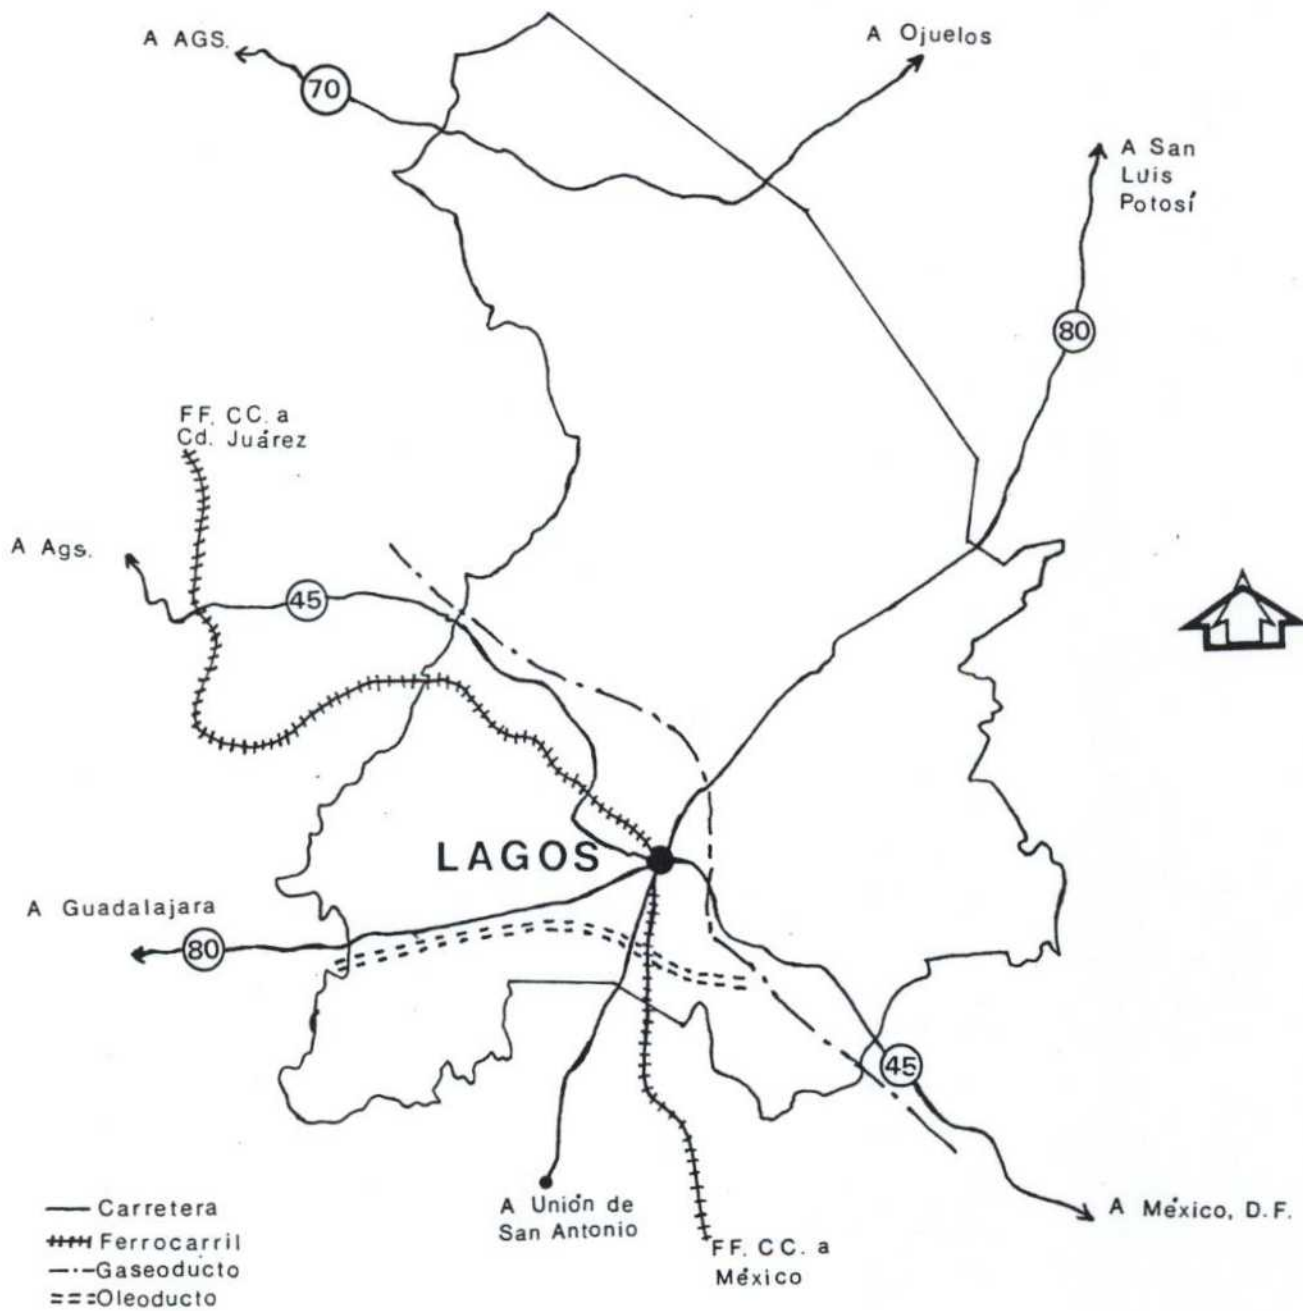 A AGS.
70
A Ojuelos
A San
Luis
Potosí
80
FF. CC. a
Cd. Juárez
A Ags.
45
LAGOS
A Guadalajara
80
45
A Unión de
San Antonio
A México, D.F.
FF. CC. a
México
Carretera
Ferrocarril
Gaseoducto
Oleoducto